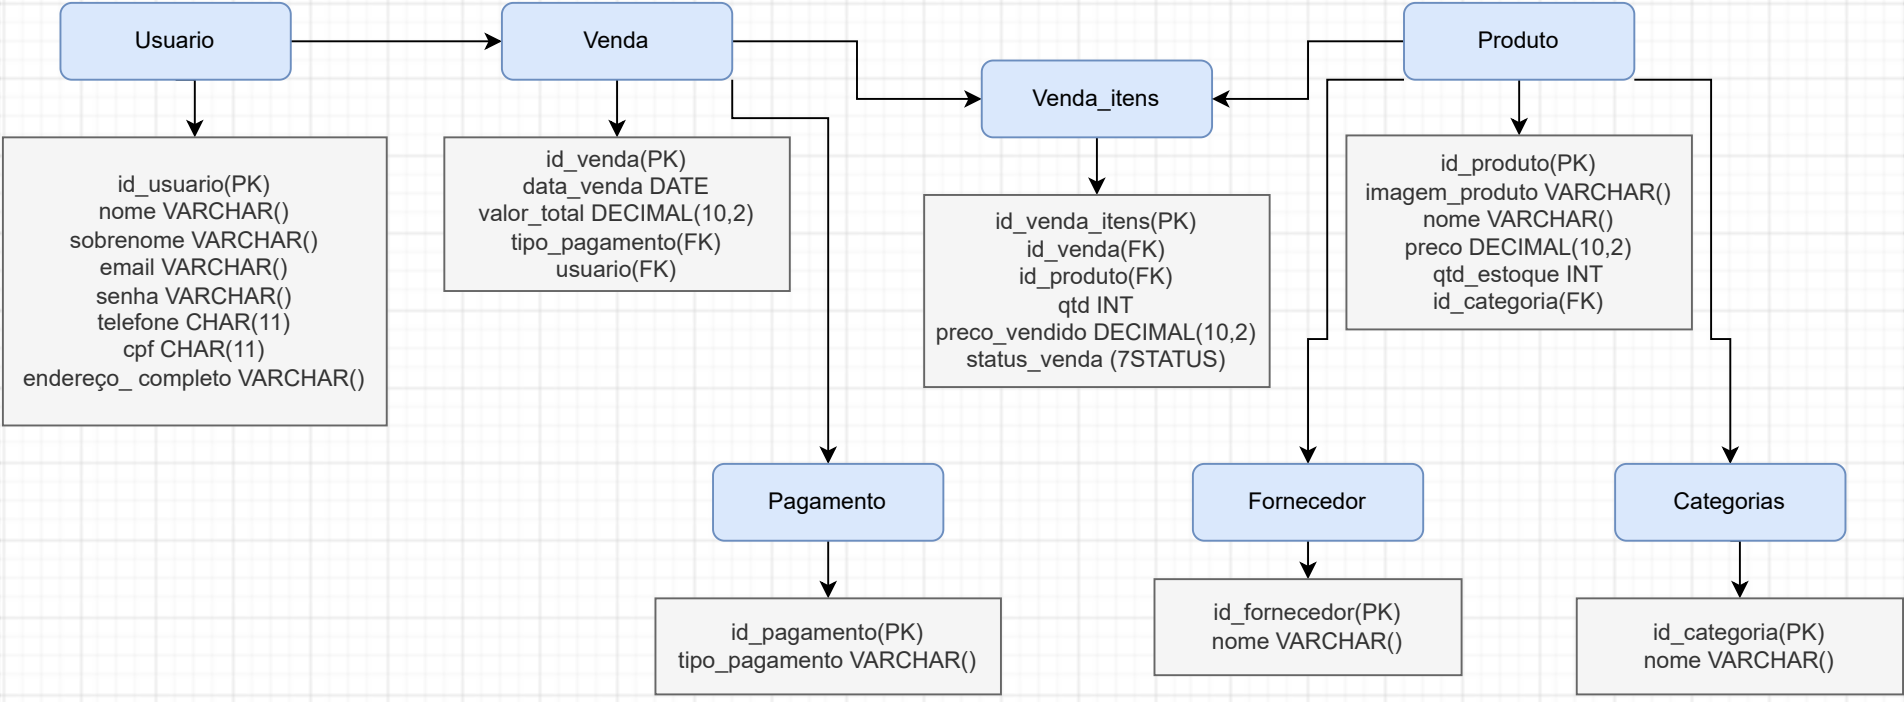 Usuario
id_usuario(PK)
nome VARCHAR()
sobrenome VARCHAR()
email VARCHAR()
senha VARCHAR()
telefone CHAR(11)
cpf CHAR(11)
endereço_ completo VARCHAR()
Venda
id_venda(PK)
data_venda DATE
valor_total DECIMAL(10,2)
tipo_pagamento(FK)
usuario(FK)
Venda_itens
id_venda_itens(PK)
id_venda(FK)
id_produto(FK)
qtd INT
preco_vendido DECIMAL(10,2)
status_venda (7STATUS)
Produto
id_produto(PK)
imagem_produto VARCHAR()
nome VARCHAR()
preco DECIMAL(10,2)
qtd_estoque INT
id_categoria(FK)
Pagamento
id_pagamento(PK)
tipo_pagamento VARCHAR()
Fornecedor
id_fornecedor(PK)
nome VARCHAR()
Categorias
id_categoria(PK)
nome VARCHAR()